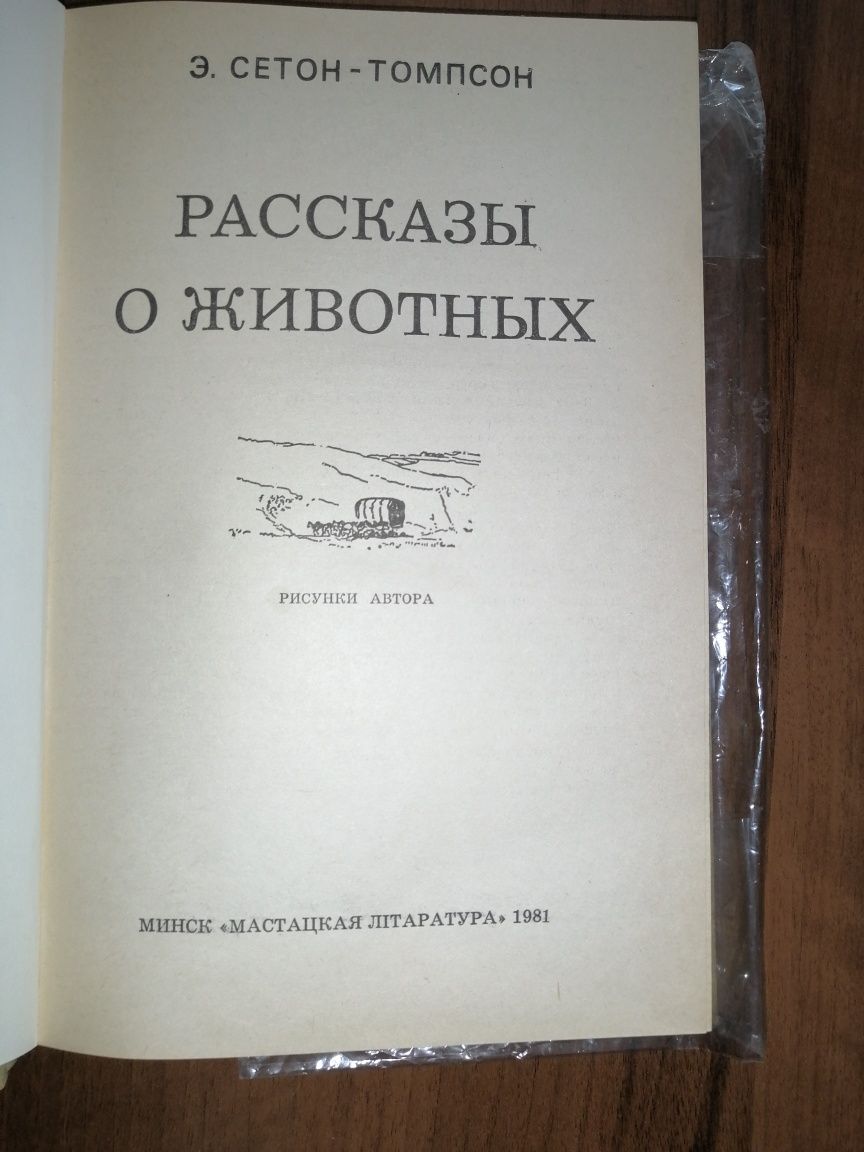 Э. СЕТОН-ТОМПСОН
РАССКАЗЫ
О ЖИВОТНЫХ
РИСУНКИ АВТОРА
МИНСК «МАСТАЦКАЯ ЛІТАРАТУРА» 1981